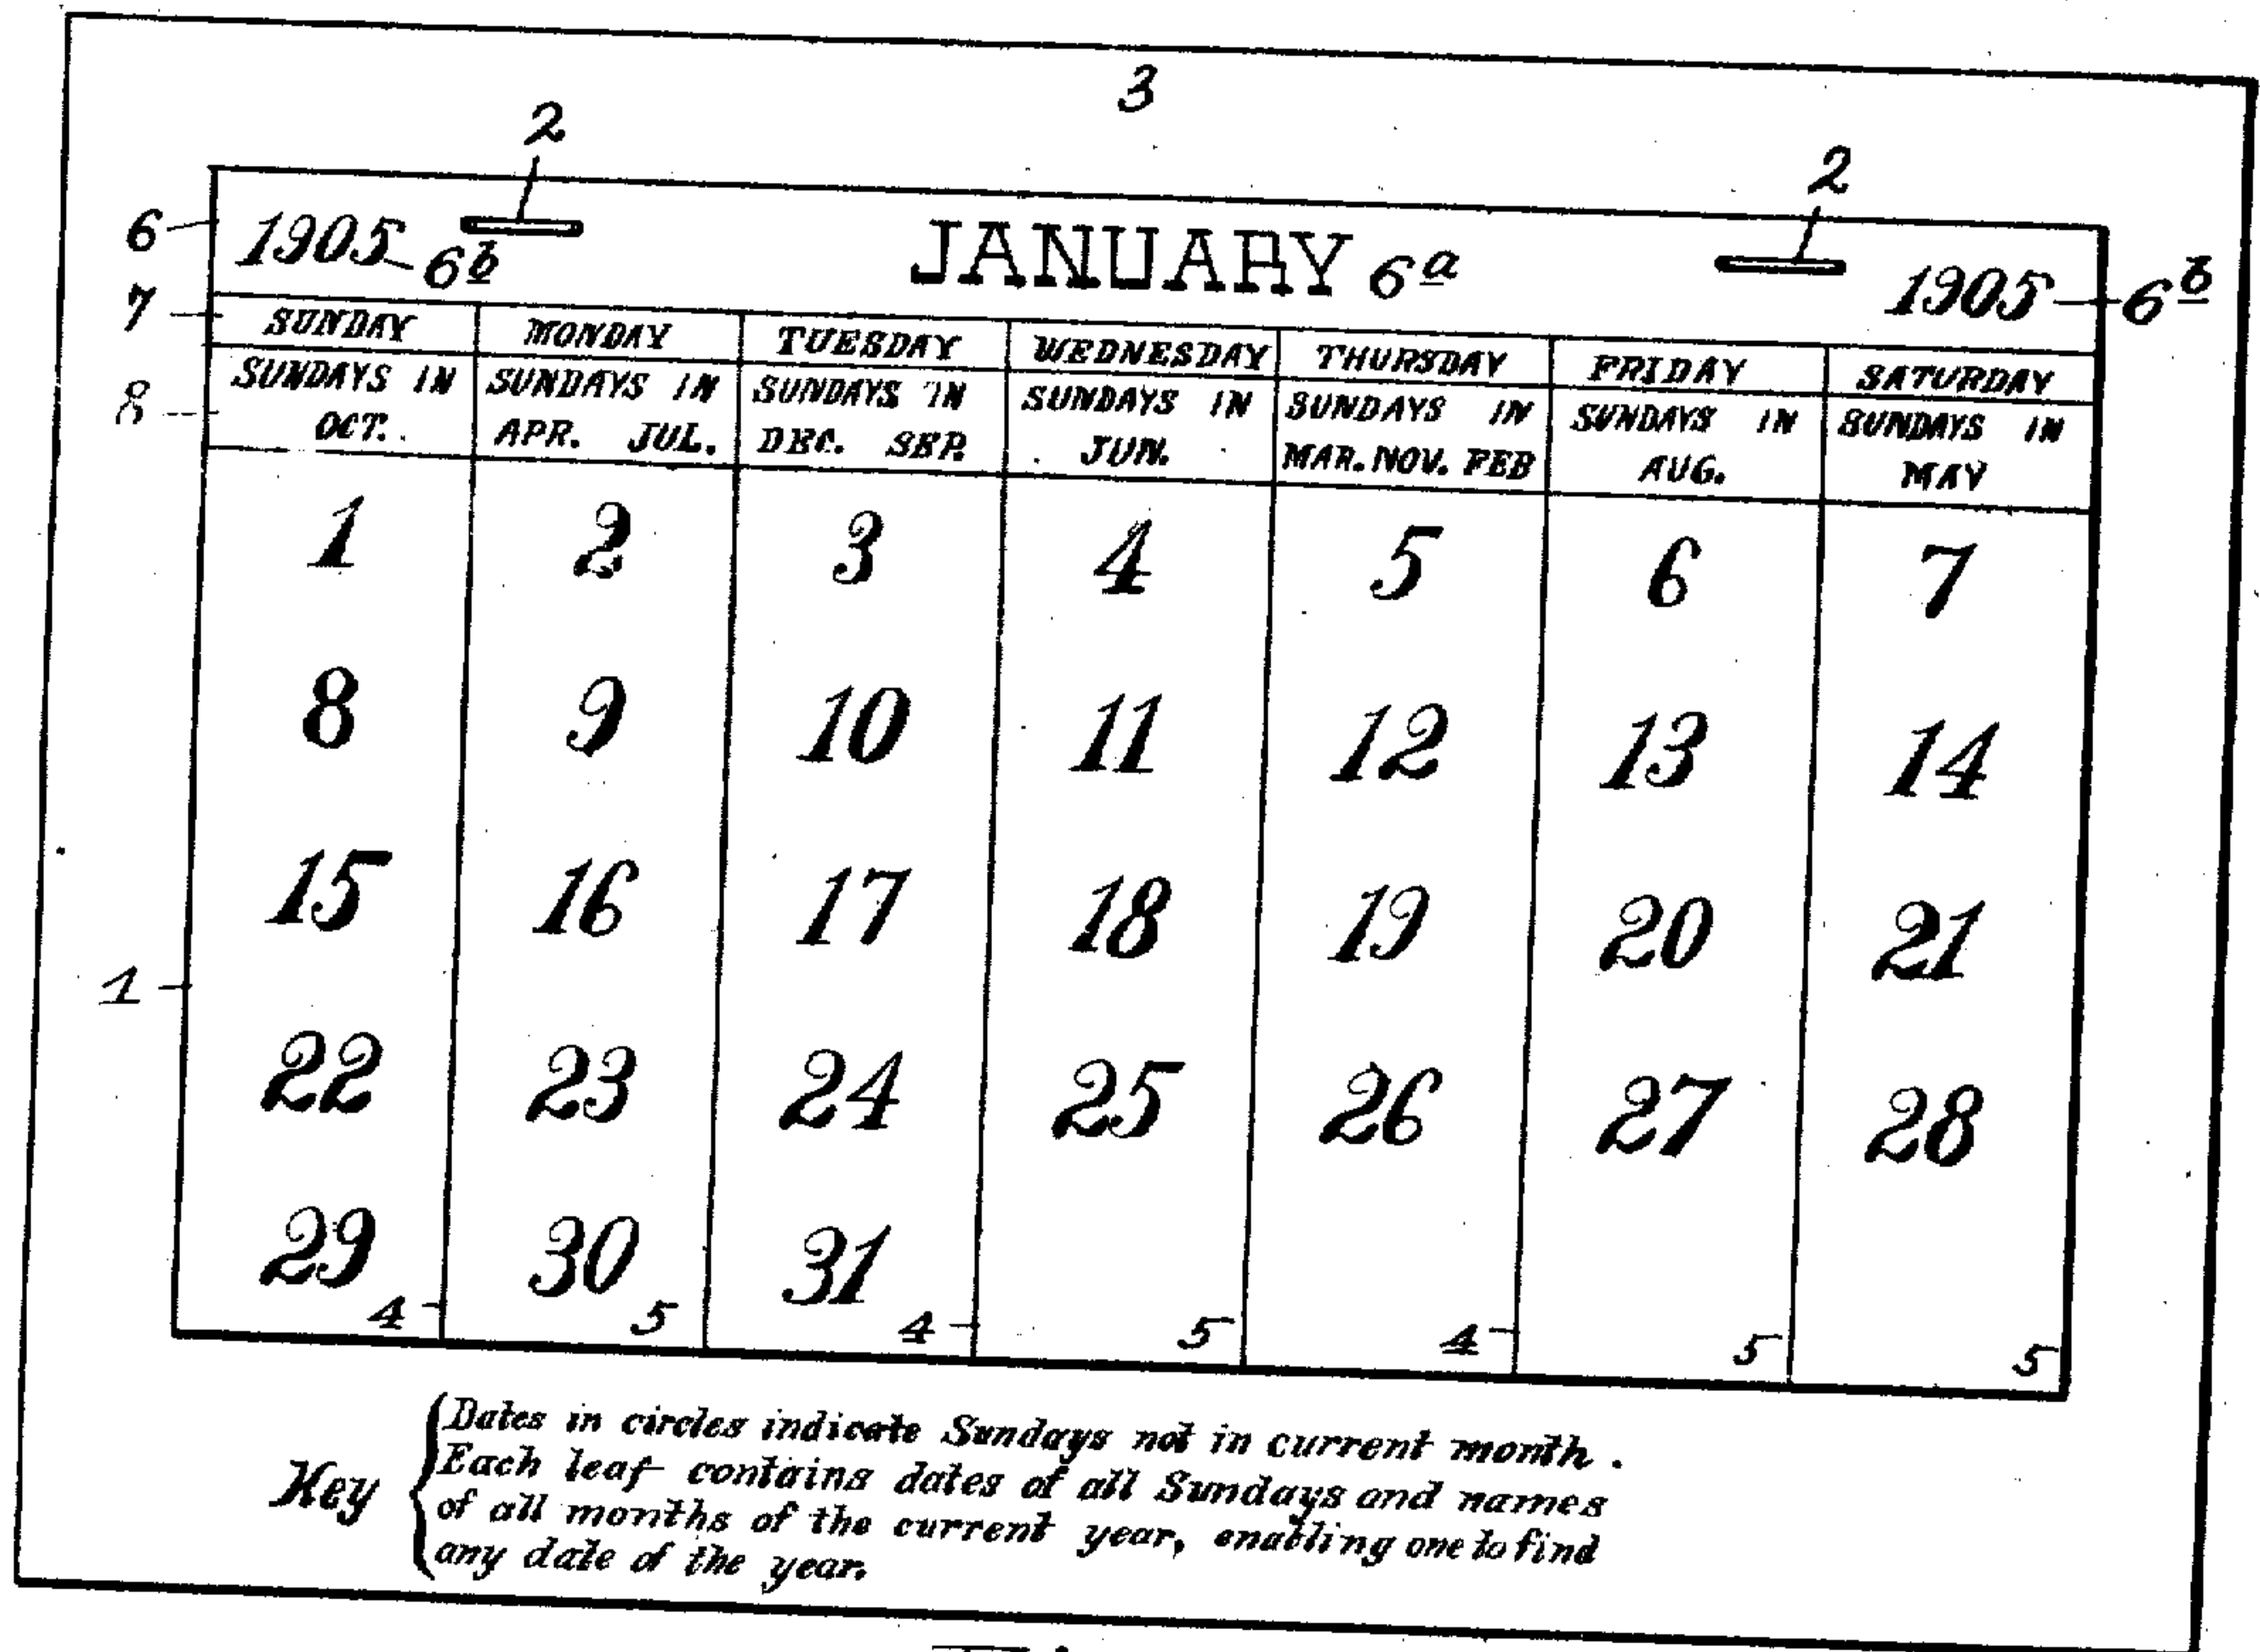 3
2 2
6 1905 6b JANUARY 6a 1905 6b
7 SUNDAY MONDAY TUESDAY WEDNESDAY THURSDAY FRIDAY SATURDAY
8 SUNDAYS IN SUNDAYS IN SUNDAYS IN SUNDAYS IN SUNDAYS IN SUNDAYS IN SUNDAYS IN
OCT. APR. JUL. DEC. SEP. JUN. MAR. NOV. FEB AUG. MAY
1 2 3 4 5 6 7
8 9 10 11 12 13 14
15 16 17 18 19 20 21
1
22 23 24 25 26 27 28
29 30 31
4 5 4 5 4 5 5
Key
Dates in circles indicate Sundays not in current month.
Each leaf contains dates of all Sundays and names
of all months of the current year, enabling one to find
any date of the year.